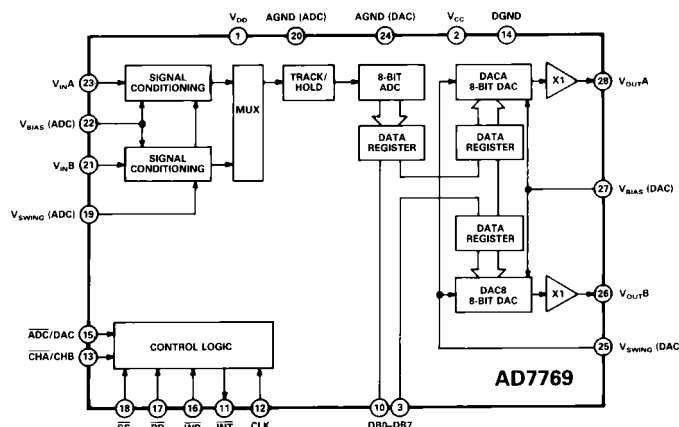 VDD
AGND (ADC)
AGND (DAC)
VCC
DGND
1
20
24
2
14
VINA
23
SIGNAL
CONDITIONING
MUX
TRACK/
HOLD
8-BIT
ADC
DACA
8-BIT DAC
X1
28
VOUTA
VBIAS (ADC)
22
DATA
REGISTER
DATA
REGISTER
VINB
21
SIGNAL
CONDITIONING
27
VBIAS (DAC)
VSWING (ADC)
19
DATA
REGISTER
DACB
8-BIT DAC
X1
26
VOUTB
ADC/DAC
15
CONTROL LOGIC
25
VSWING (DAC
CHA/CHB
13
AD7769
18
17
16
11
12
10
3
INT
CLK
DB0–DB7